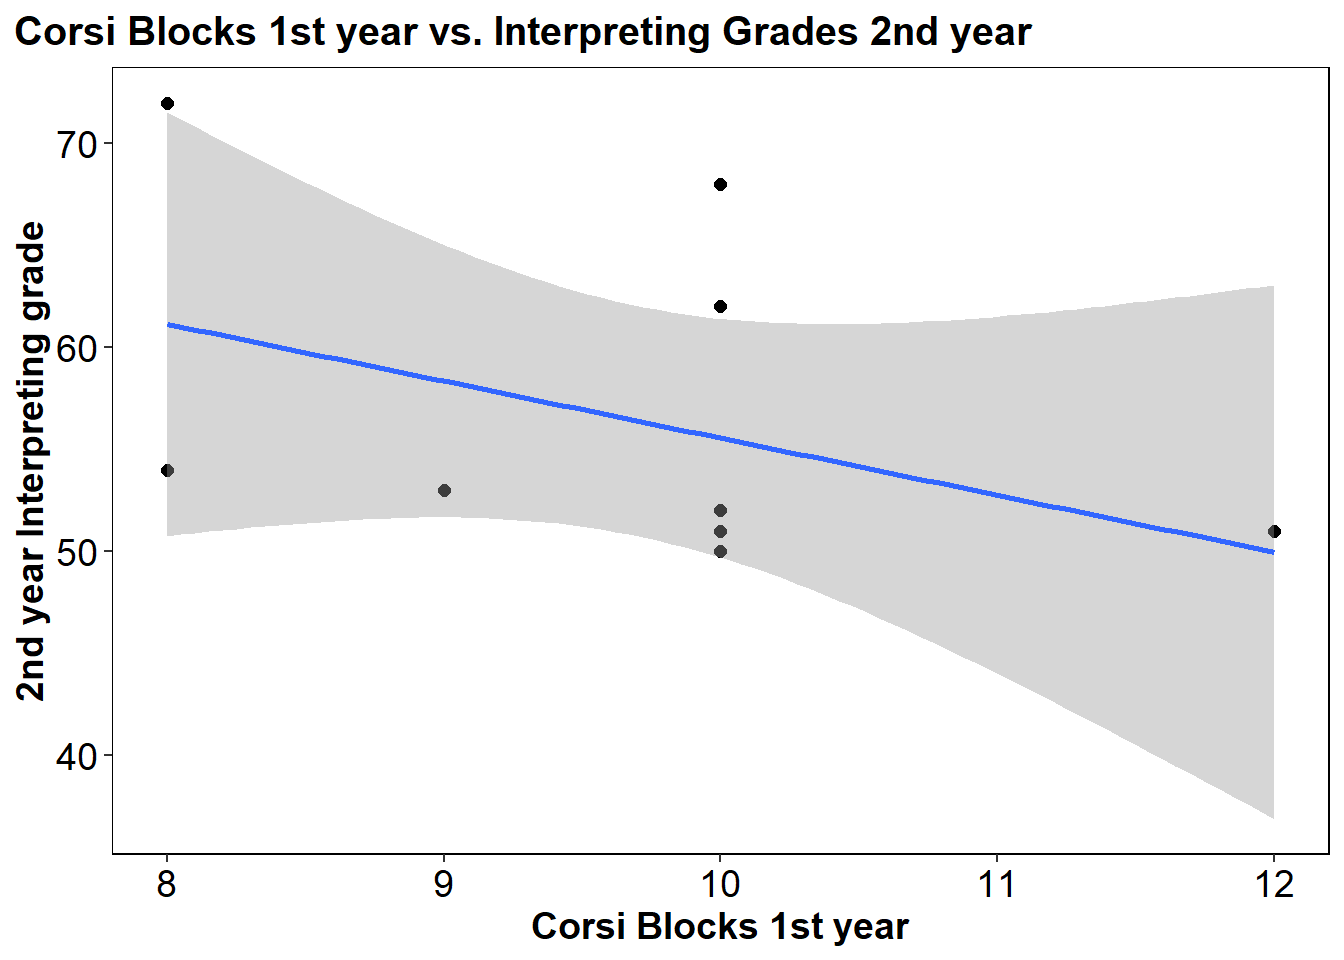 Corsi Blocks 1st year vs. Interpreting Grades 2nd year
2nd year Interpreting grade
70
60
50
40
8 9 10 11 12
Corsi Blocks 1st year